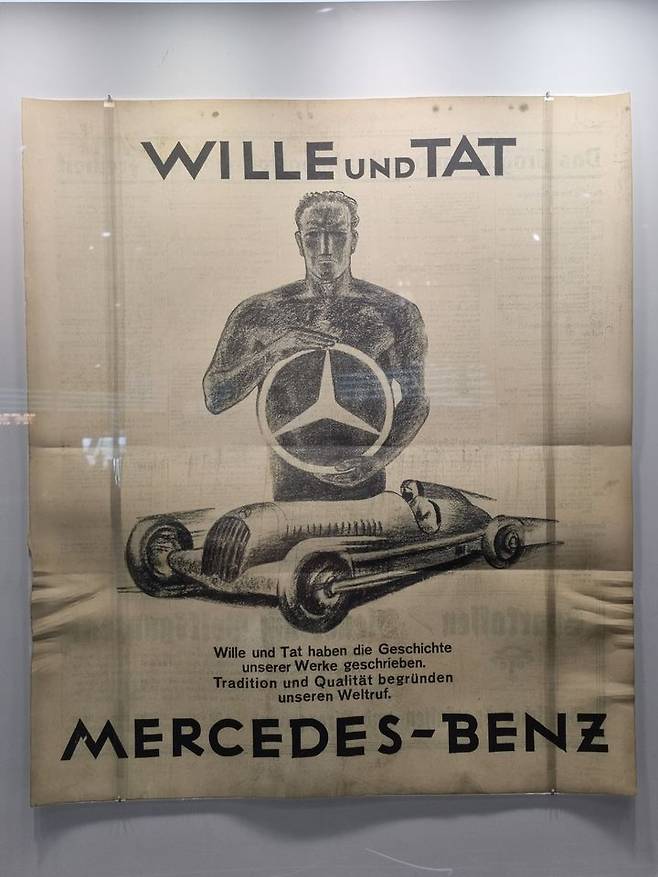 WILLE UND TAT
Wille und Tat haben die Geschichte
unserer Werke geschrieben.
Tradition und Qualität begründen
unseren Weltruf.
MERCEDES-BENZ